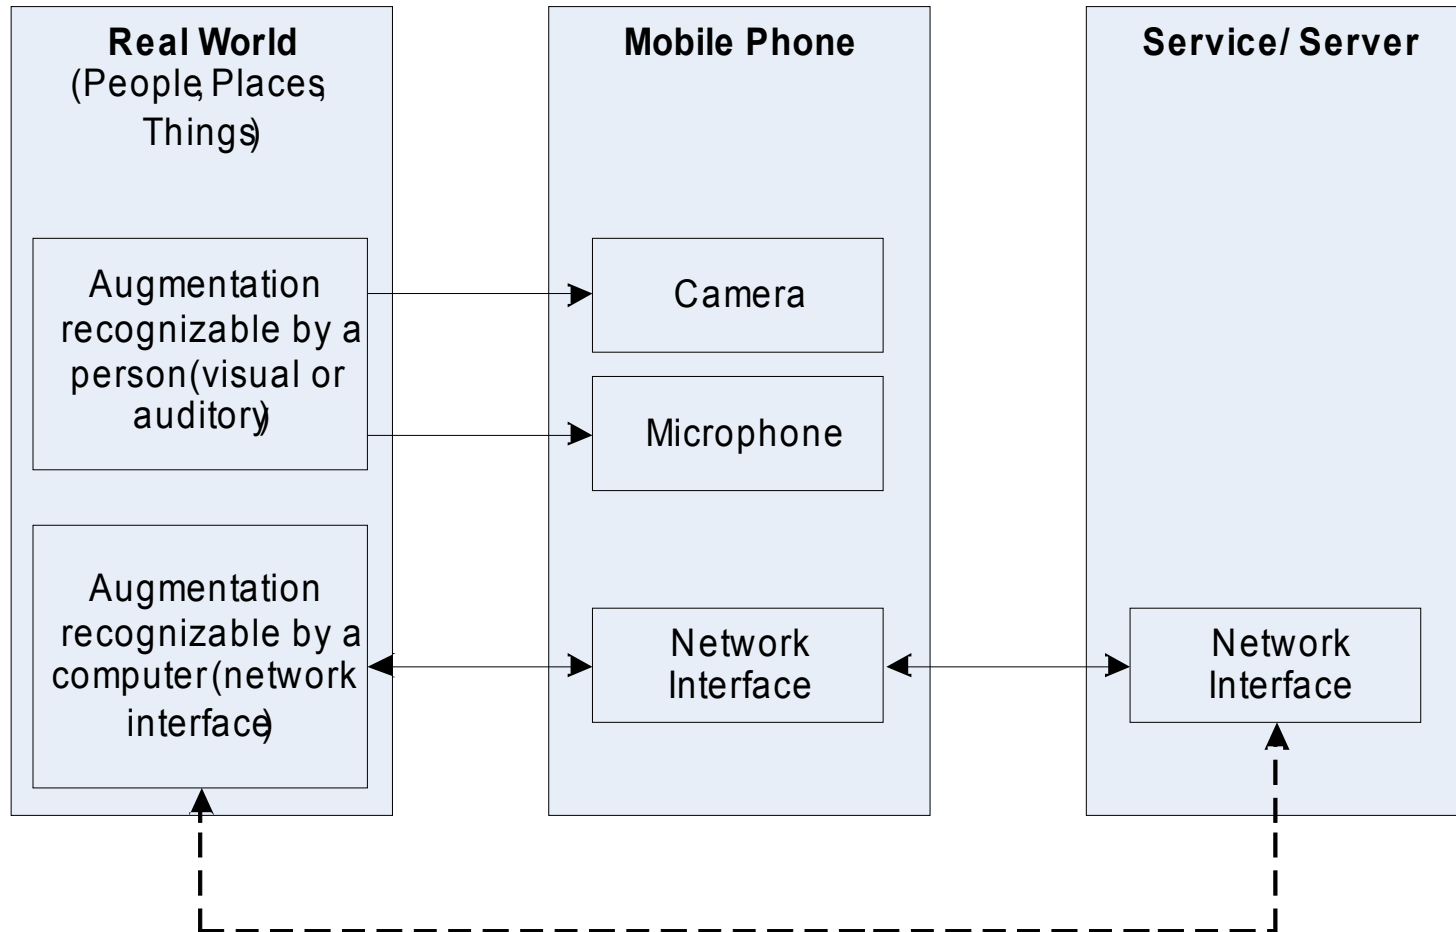 Real World
(People, Places,
Things)
Augmentation
recognizable by a
person (visual or
auditory)
Augmentation
recognizable by a
computer (network
interface)
Mobile Phone
Camera
Microphone
Network
Interface
Service/ Server
Network
Interface